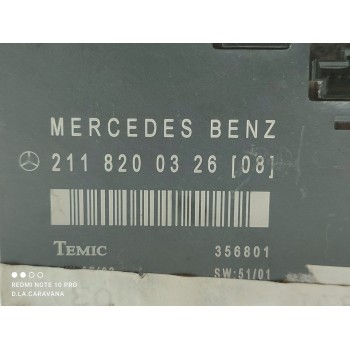 MERCEDES BENZ
211 820 03 26 [08]
TEMIC 356801
SW:51/01
REDMI NOTE 10 PRO
D.LA.CARAVANA